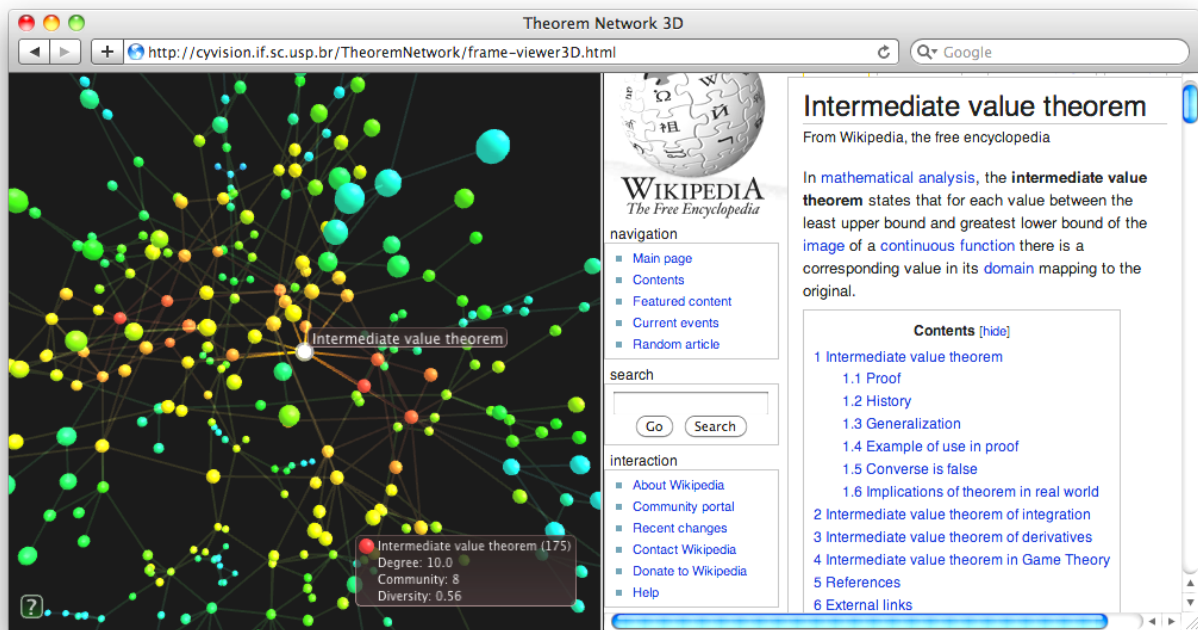 Theorem Network 3D
http://cyvision.if.sc.usp.br/TheoremNetwork/frame-viewer3D.html
Google
Intermediate value theorem
Intermediate value theorem (175)
Degree: 10.0
Community: 8
Diversity: 0.56
?
Ω
W
И
祖
7
WIKIPEDIA
The Free Encyclopedia
navigation
Main page
Contents
Featured content
Current events
Random article
search
Go Search
interaction
About Wikipedia
Community portal
Recent changes
Contact Wikipedia
Donate to Wikipedia
Help
Intermediate value theorem
From Wikipedia, the free encyclopedia
In mathematical analysis, the intermediate value
theorem states that for each value between the
least upper bound and greatest lower bound of the
image of a continuous function there is a
corresponding value in its domain mapping to the
original.
Contents [hide]
1 Intermediate value theorem
1.1 Proof
1.2 History
1.3 Generalization
1.4 Example of use in proof
1.5 Converse is false
1.6 Implications of theorem in real world
2 Intermediate value theorem of integration
3 Intermediate value theorem of derivatives
4 Intermediate value theorem in Game Theory
5 References
6 External links